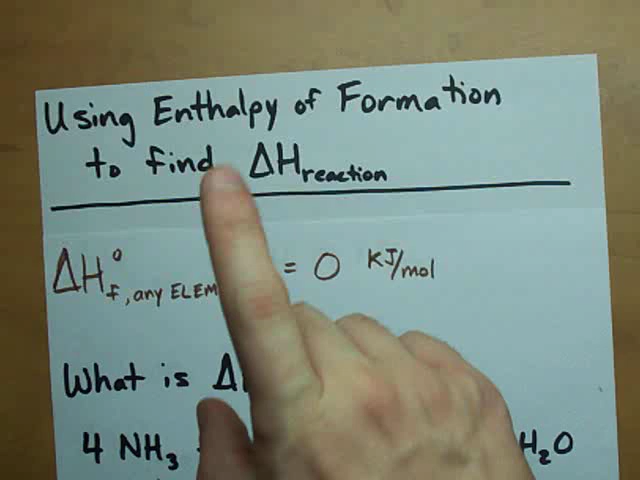 Using Enthalpy of Formation
to find ΔHreaction
ΔH°f, any ELEM = 0 KJ/mol
What is Δ
4 NH3 H2O